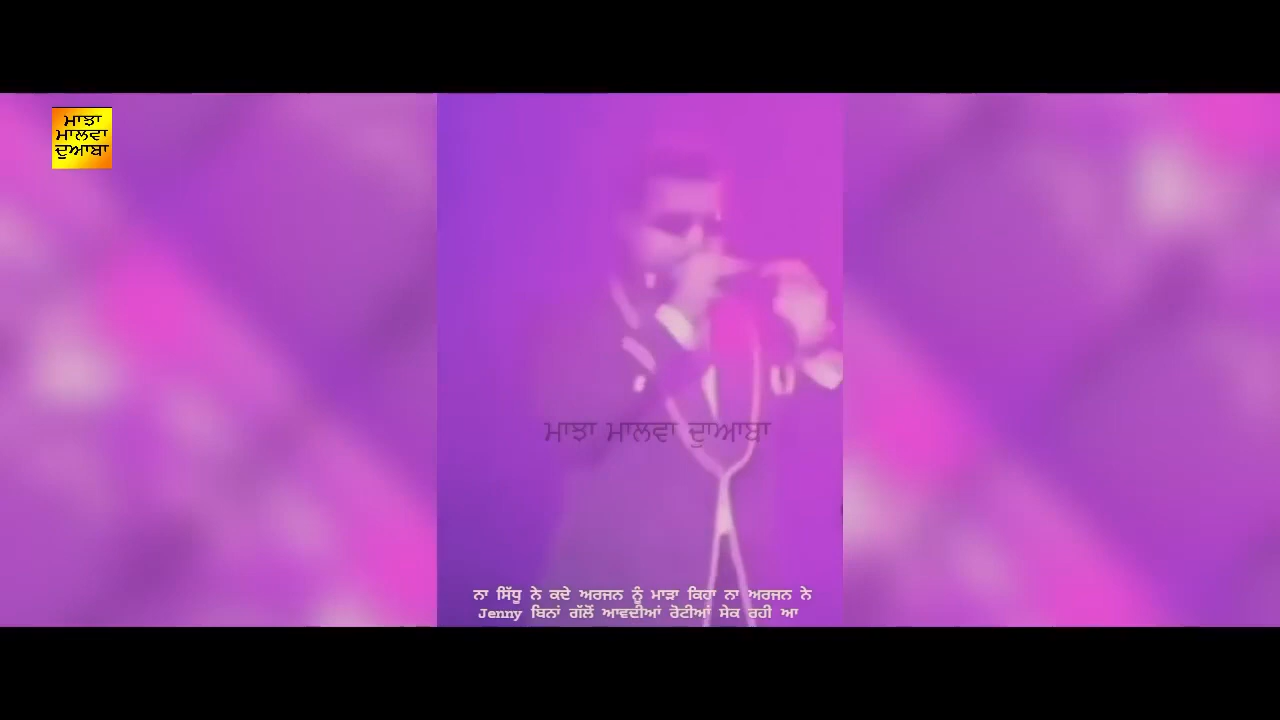 ਮਾਝਾ
ਮਾਲਵਾ
ਦੁਆਬਾ
ਮਾਝਾ ਮਾਲਵਾ ਦੁਆਬਾ
ਨਾ ਸਿੱਧੂ ਨੇ ਕਦੇ ਅਰਜਨ ਨੂੰ ਮਾੜਾ ਕਿਹਾ ਨਾ ਅਰਜਨ ਨੇ
Jenny ਬਿਨਾਂ ਗੱਲੋਂ ਆਵਦੀਆਂ ਰੋਟੀਆਂ ਸੇਕ ਰਹੀ ਆ